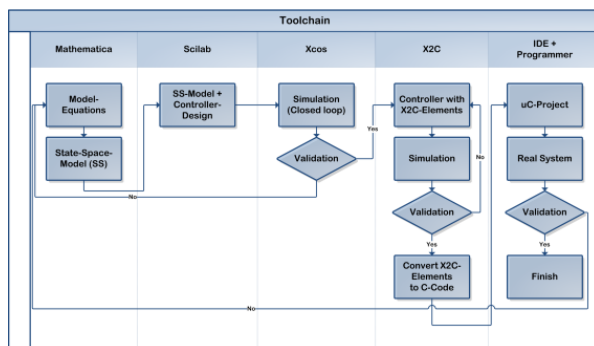 Toolchain
Mathematica
Scilab
Xcos
X2C
IDE +
Programmer
Model-
Equations
State-Space-
Model (SS)
SS-Model +
Controller-
Design
Simulation
(Closed loop)
Validation
Yes
No
Controller with
X2C-Elements
Simulation
No
Validation
Yes
Convert X2C-
Elements
to C-Code
uC-Project
Real System
Validation
Yes
Finish
No